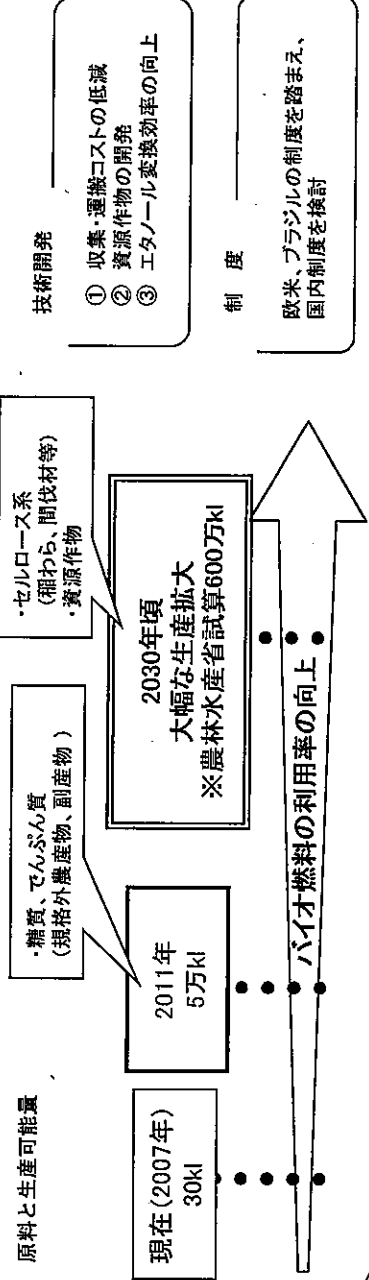 原料と生産可能量
・糖質、でんぷん質
(規格外農産物、副産物)
・セルロース系
(稲わら、間伐材等)
・資源作物
現在(2007年)
30kl
2011年
5万kl
2030年頃
大幅な生産拡大
※農林水産省試算600万kl
バイオ燃料の利用率の向上
技術開発
① 収集・運搬コストの低減
② 資源作物の開発
③ エタノール変換効率の向上
制 度
欧米、ブラジルの制度を踏まえ、
国内制度を検討